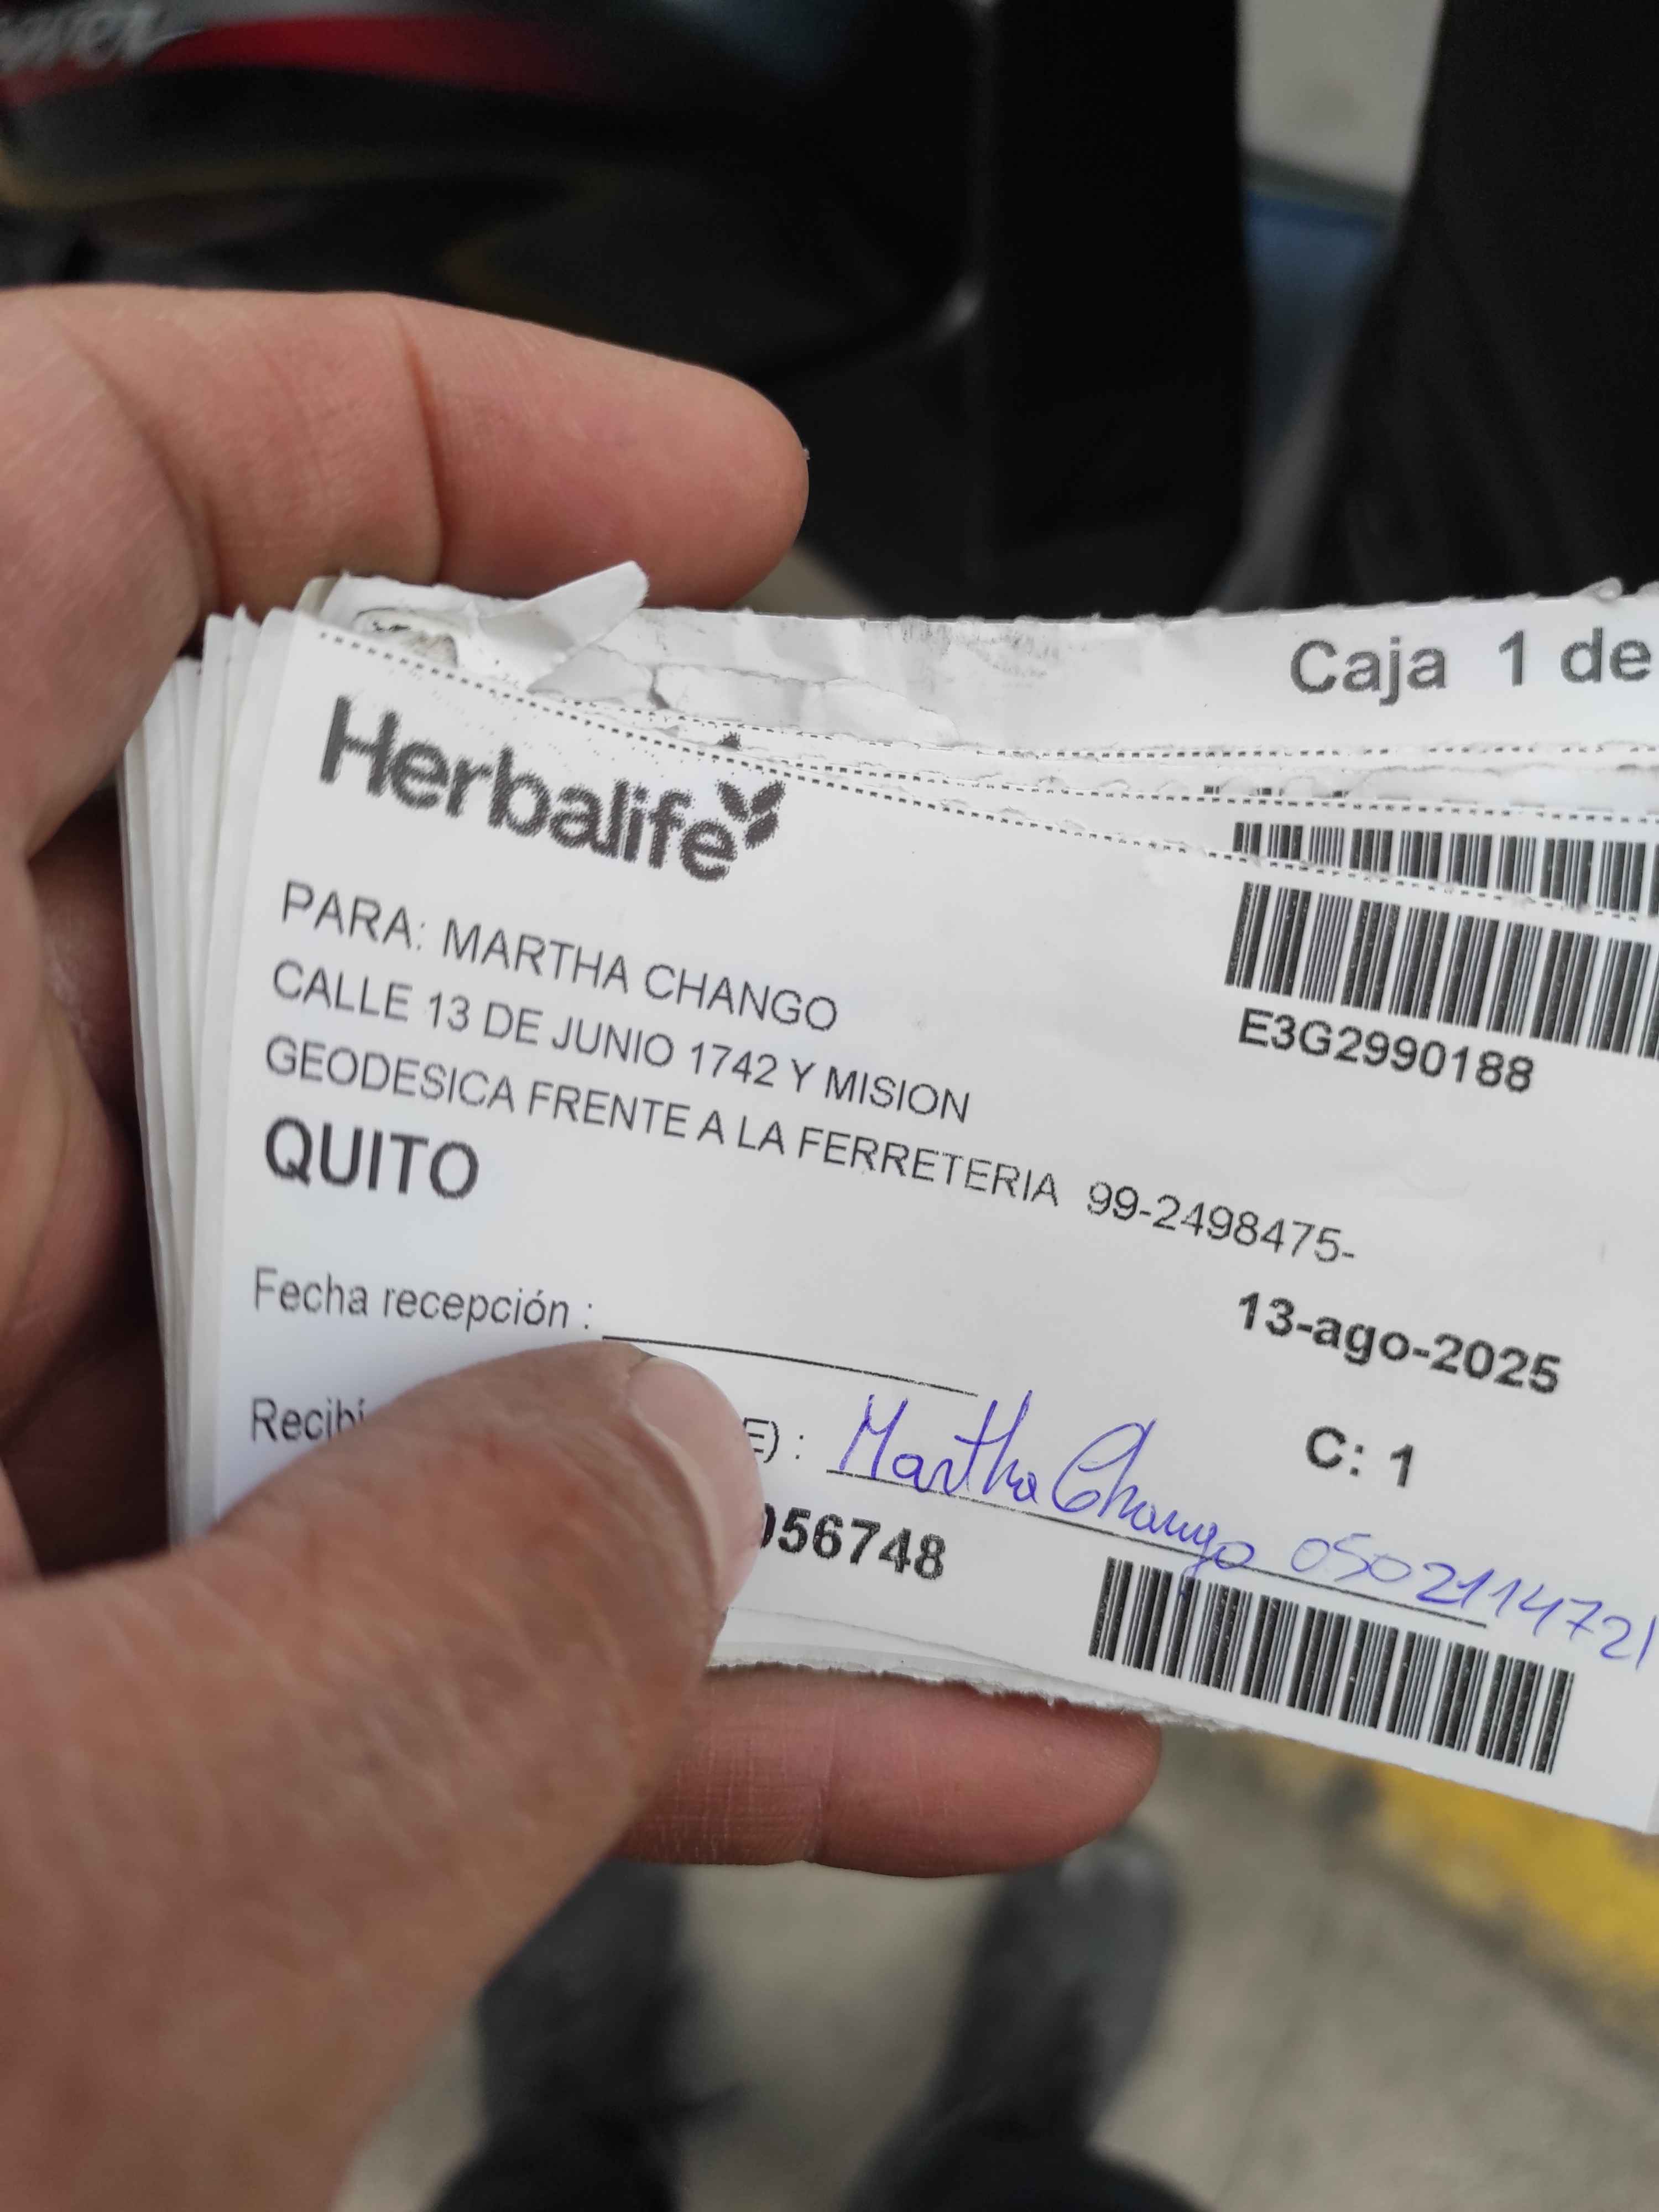 Caja 1 de
Herbalife
PARA: MARTHA CHANGO
CALLE 13 DE JUNIO 1742 Y MISION
GEODESICA FRENTE A LA FERRETERIA 99-2498475-
QUITO
E3G2990188
Fecha recepción :
13-ago-2025
Recibí
E) : Martha Chango 0502114721
C: 1
056748